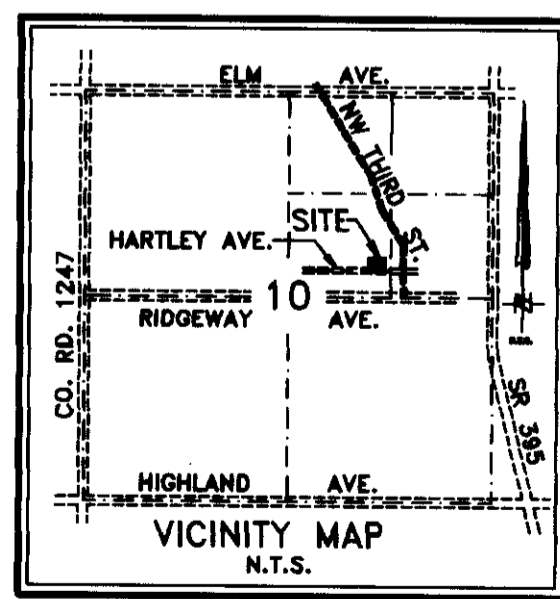 ELM AVE.
NW THIRD ST.
SITE
HARTLEY AVE.
CO. RD. 1247
10
RIDGEWAY AVE.
SR 395
HIGHLAND AVE.
VICINITY MAP
N.T.S.